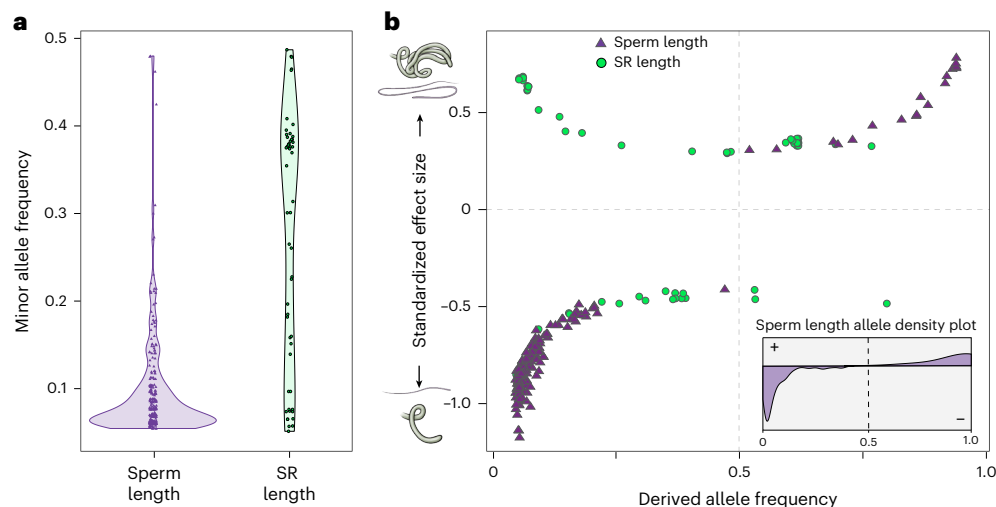 a
Minor allele frequency
0.5
0.4
0.3
0.2
0.1
Sperm
length
SR
length
b
Standardized effect size
0.5
0
−0.5
−1.0
Sperm length
SR length
Sperm length allele density plot
+
−
0
0.5
1.0
0
0.5
1.0
Derived allele frequency